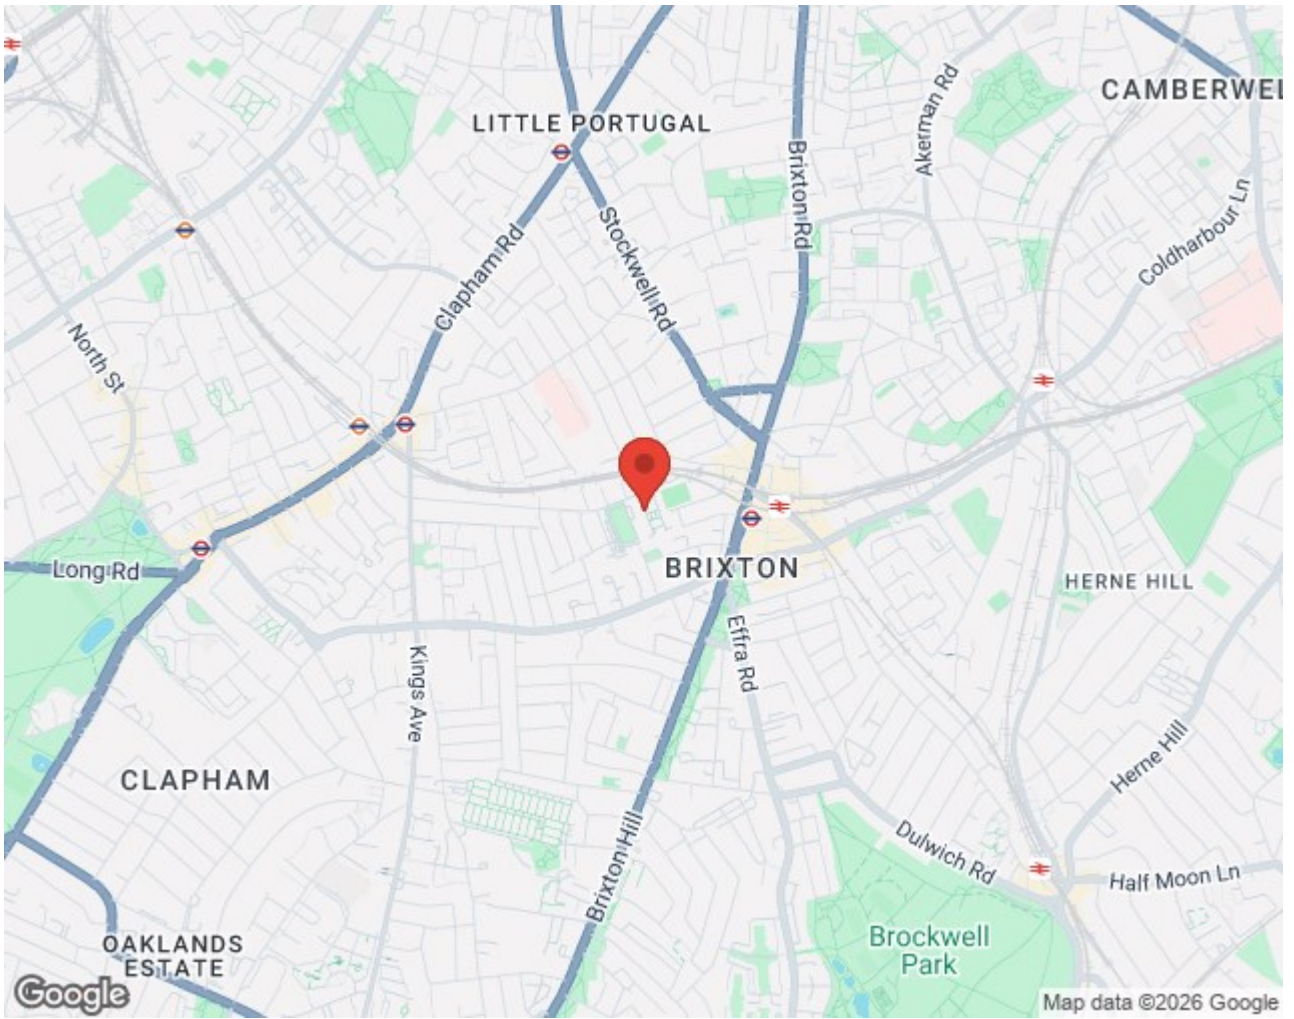 CAMBERWEL
LITTLE PORTUGAL
Akerman Rd
Brixton Rd
Coldharbour Ln
Stockwell Rd
Clapham Rd
North St
Long Rd
BRIXTON
HERNE HILL
Effra Rd
Kings Ave
CLAPHAM
Herne Hill
Brixton Hill
Dulwich Rd
Half Moon Ln
OAKLANDS
ESTATE
Brockwell
Park
Google
Map data ©2026 Google